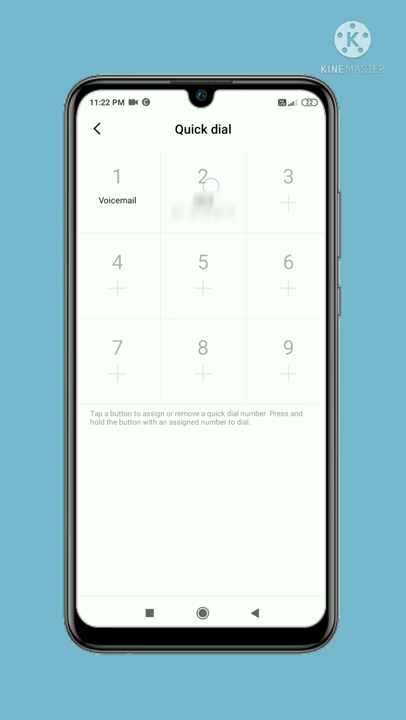 KINEMASTER
11:22 PM
22
Quick dial
1
2
3
Voicemail
4
5
6
7
8
9
Tap a button to assign or remove a quick dial number. Press and
hold the button with an assigned number to dial.